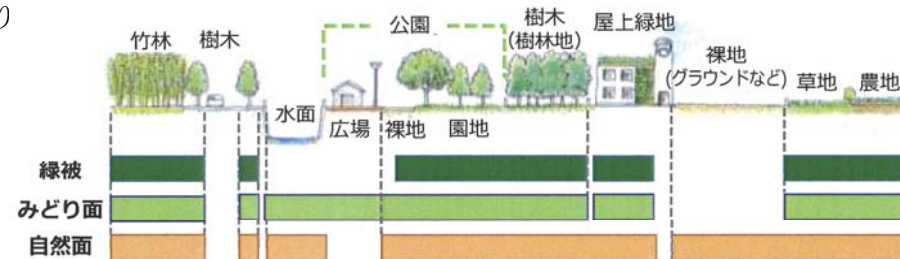 公園
竹林 樹木
樹木
(樹林地)
屋上緑地
裸地
(グラウンドなど)
草地 農地
水面
広場 裸地 園地
緑被
みどり面
自然面